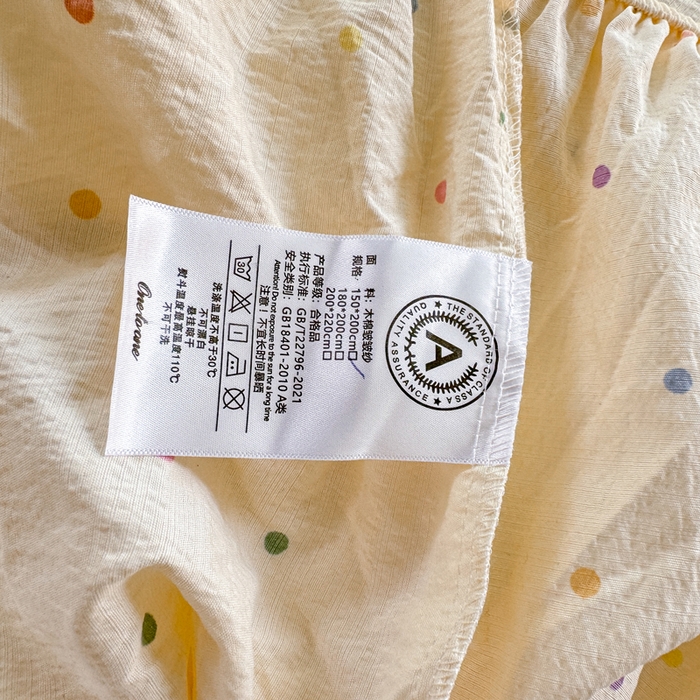 THE STANDARD OF CLASS A
A
QUALITY ASSURANCE
面 料：木棉皱皱纱
规格：150*200cm□
180*200cm□
200*220cm□
产品等级：合格品
执行标准：GB/T22796-2021
安全类别：GB18401-2010 A类
注意！不宜长时间暴晒
Attention! Do not expose to the sun for a long time
30
洗涤温度不高于30℃
不可漂白
悬挂晾干
熨斗温度最高温度110℃
不可干洗